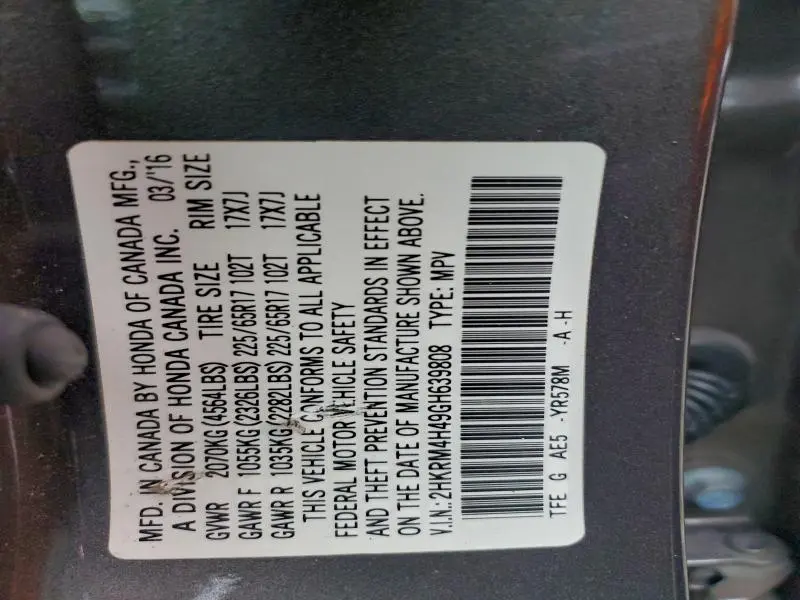 MFD. IN CANADA BY HONDA OF CANADA MFG.,
A DIVISION OF HONDA CANADA INC. 03/'16
GVWR 2070KG(4564LBS) TIRE SIZE RIM SIZE
GAWR F 1055KG(2326LBS)225/65R17 102T 17X7J
GAWR R 1035KG(2282LBS)225/65R17 102T 17X7J
THIS VEHICLE CONFORMS TO ALL APPLICABLE
FEDERAL MOTOR VEHICLE SAFETY
AND THEFT PREVENTION STANDARDS IN EFFECT
ON THE DATE OF MANUFACTURE SHOWN ABOVE.
V.I.N.:2HKRM4H49GH639808 TYPE: MPV
TFE G AE5 -YR578M -A -H